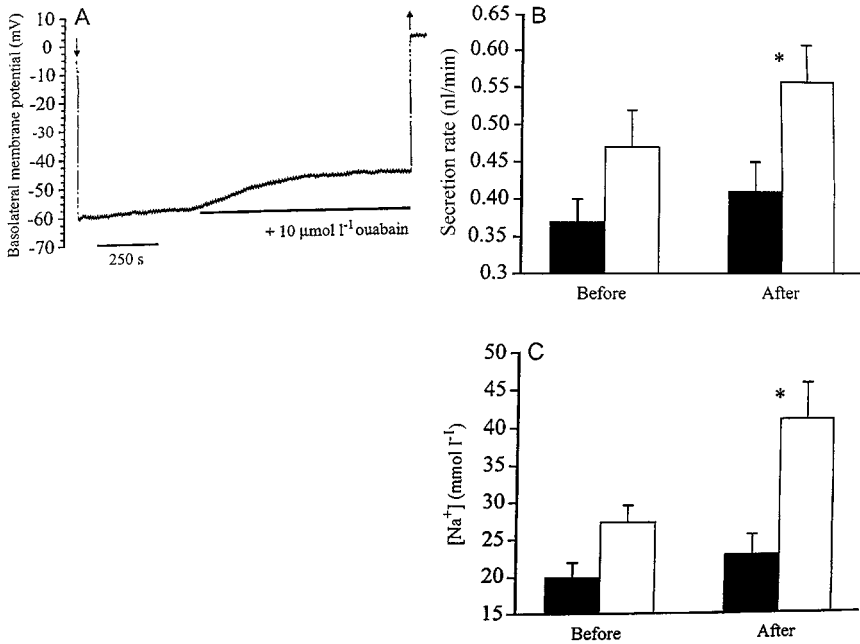 A
Basolateral membrane potential (mV)
10
0
-10
-20
-30
-40
-50
-60
-70
250 s
+ 10 µmol l⁻¹ ouabain
B
Secretion rate (nl/min)
0.65
0.60
0.55
0.50
0.45
0.40
0.35
0.3
*
Before
After
C
[Na⁺] (mmol l⁻¹)
50
45
40
35
30
25
20
15
*
Before
After